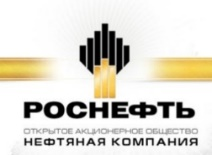 РОСНЕФТЬ
ОТКРЫТОЕ АКЦИОНЕРНОЕ ОБЩЕСТВО
НЕФТЯНАЯ КОМПАНИЯ